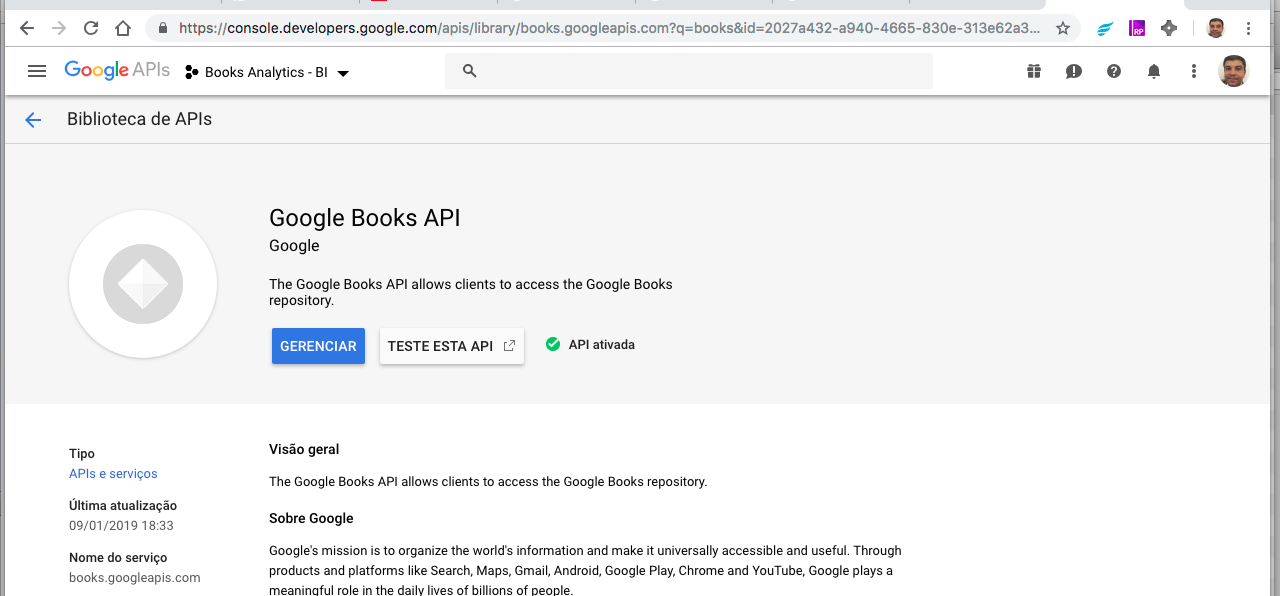 https://console.developers.google.com/apis/library/books.googleapis.com?q=books&id=2027a432-a940-4665-830e-313e62a3...
RP
Google APIs
Books Analytics - BI
Biblioteca de APIs
Google Books API
Google
The Google Books API allows clients to access the Google Books
repository.
GERENCIAR
TESTE ESTA API
API ativada
Tipo
APIs e serviços
Última atualização
09/01/2019 18:33
Nome do serviço
books.googleapis.com
Visão geral
The Google Books API allows clients to access the Google Books repository.
Sobre Google
Google's mission is to organize the world's information and make it universally accessible and useful. Through
products and platforms like Search, Maps, Gmail, Android, Google Play, Chrome and YouTube, Google plays a
meaningful role in the daily lives of billions of people.